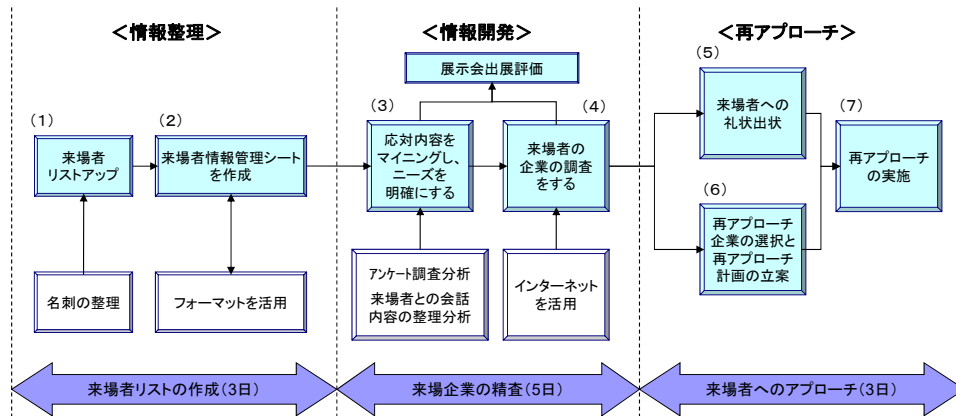 <情報整理>
<情報開発>
<再アプローチ>
展示会出展評価
(1)
来場者
リストアップ
(2)
来場者情報管理シート
を作成
(3)
応対内容を
マイニングし、
ニーズを
明確にする
(4)
来場者の
企業の調査
をする
(5)
来場者への
礼状出状
(6)
再アプローチ
企業の選択と
再アプローチ
計画の立案
(7)
再アプローチ
の実施
名刺の整理
フォーマットを活用
アンケート調査分析
来場者との会話
内容の整理分析
インターネット
を活用
来場者リストの作成(3日)
来場企業の精査(5日)
来場者へのアプローチ(3日)